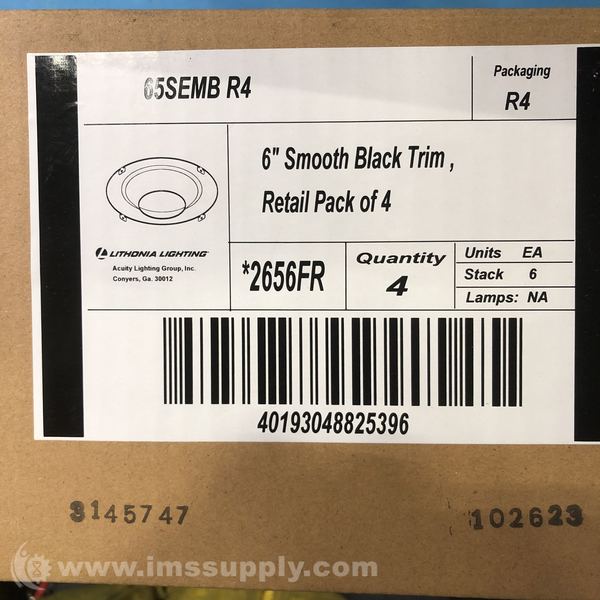 65SEMB R4
Packaging
R4
6" Smooth Black Trim ,
Retail Pack of 4
LITHONIA LIGHTING
Acuity Lighting Group, Inc.
Conyers, Ga. 30012
*2656FR
Quantity
4
Units EA
Stack 6
Lamps: NA
40193048825396
3145747
102623
www.imssupply.com